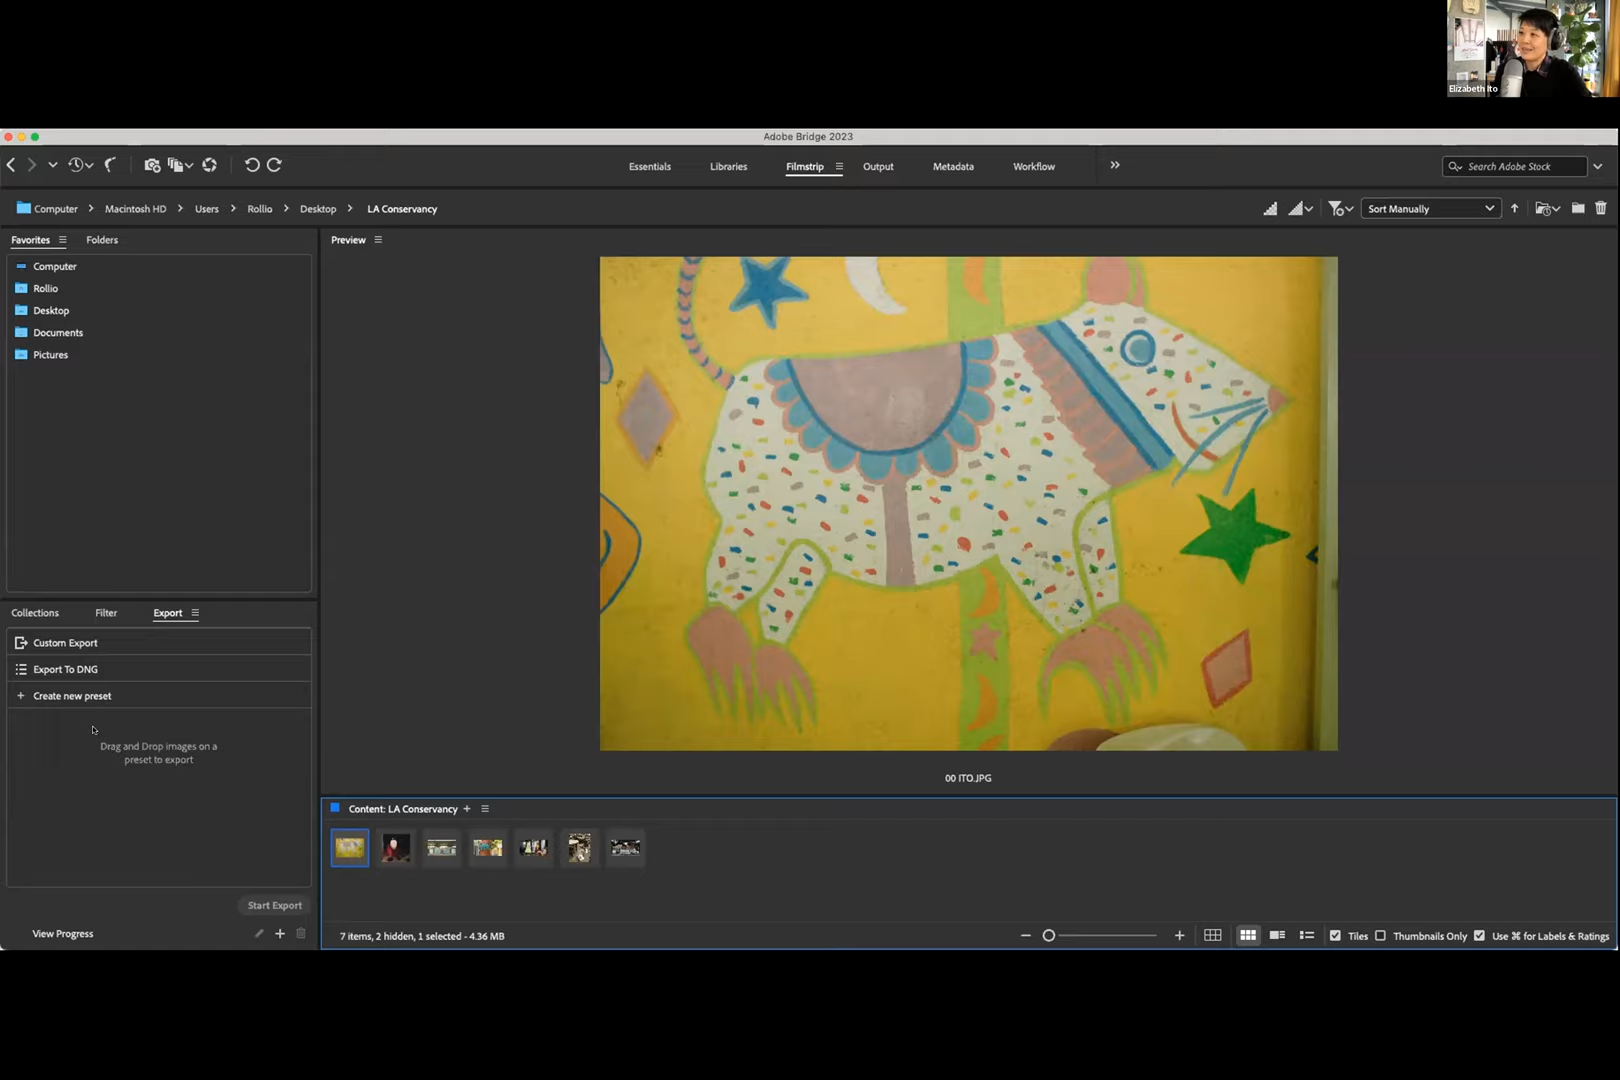 Elizabeth Ito
Adobe Bridge 2023
Essentials
Libraries
Filmstrip
Output
Metadata
Workflow
Search Adobe Stock
Computer
Macintosh HD
Users
Rollio
Desktop
LA Conservancy
Sort Manually
Favorites
Folders
Preview
Computer
Rollio
Desktop
Documents
Pictures
00 ITO.JPG
Collections
Filter
Export
Custom Export
Export To DNG
Create new preset
Drag and Drop images on a
preset to export
Start Export
View Progress
Content: LA Conservancy
7 items, 2 hidden, 1 selected - 4.36 MB
Tiles
Thumbnails Only
Use ⌘ for Labels & Ratings